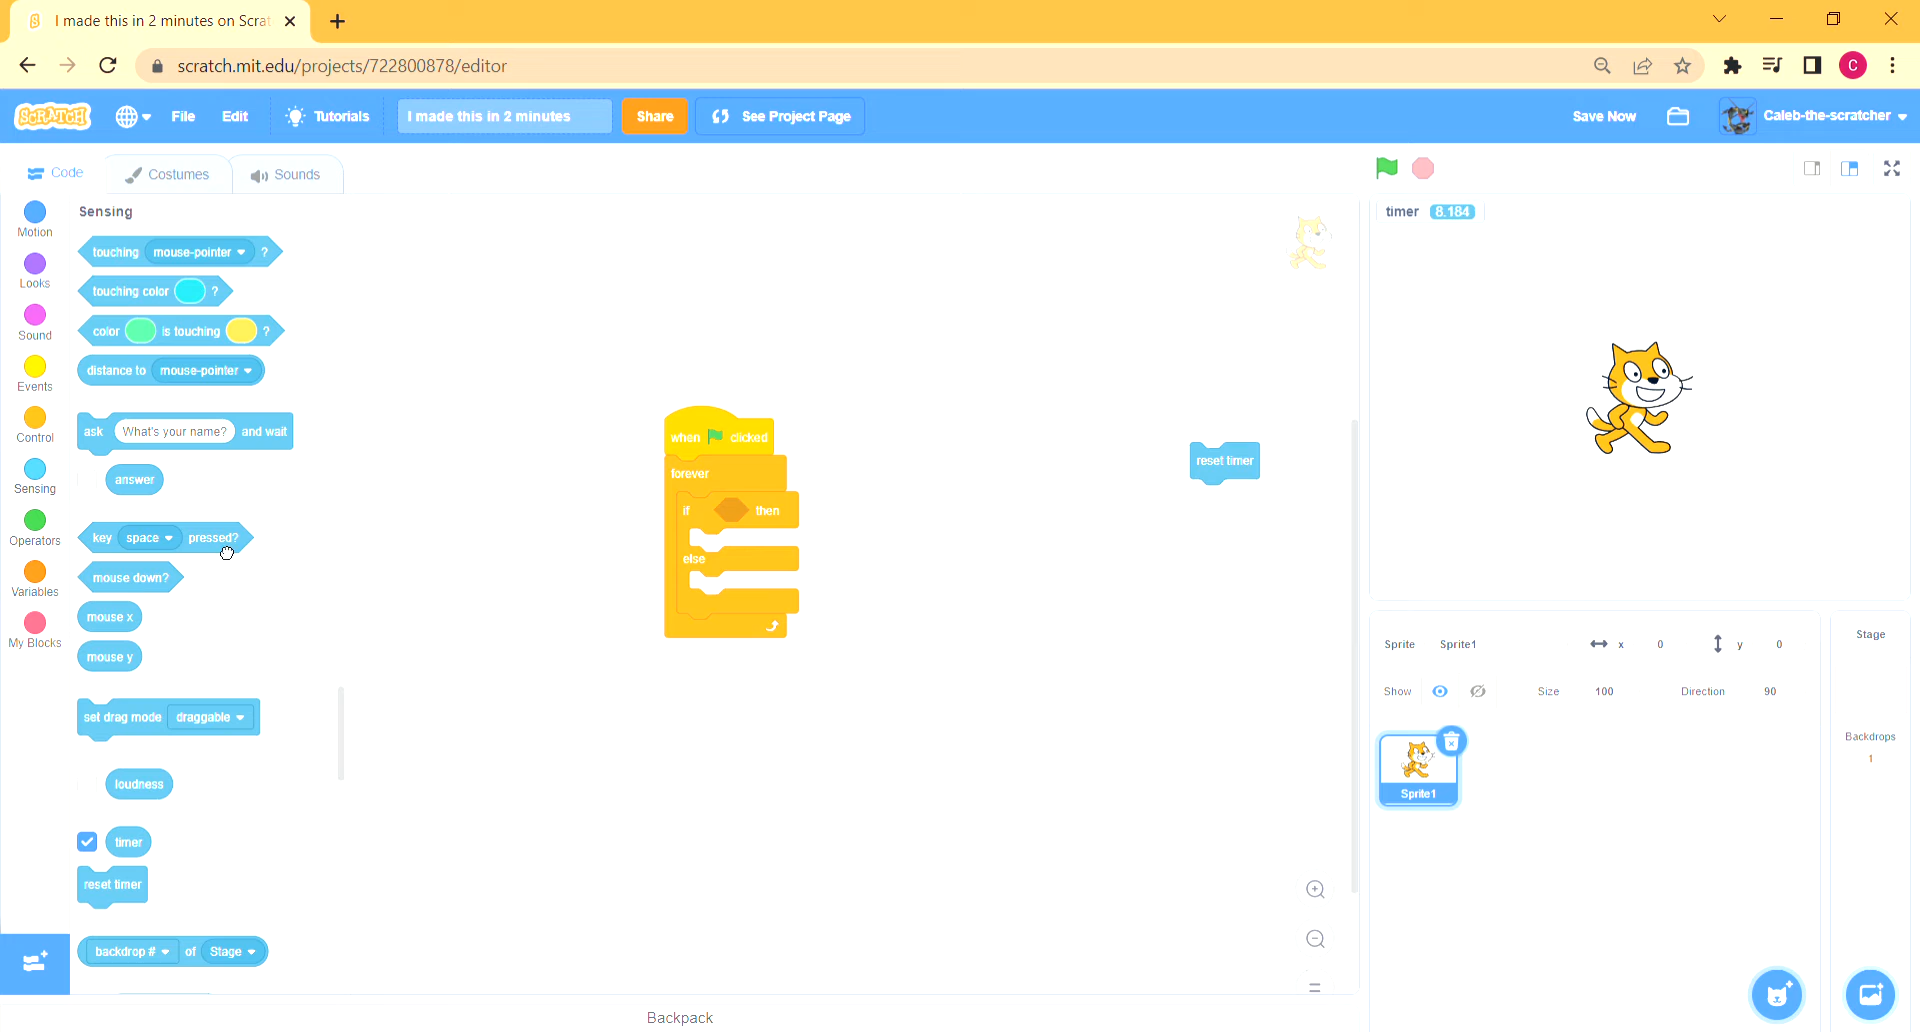 I made this in 2 minutes on Scrat
scratch.mit.edu/projects/722800878/editor
C
SCRATCH
File
Edit
Tutorials
I made this in 2 minutes
Share
See Project Page
Save Now
Caleb-the-scratcher
Code
Costumes
Sounds
Motion
Looks
Sound
Events
Control
Sensing
Operators
Variables
My Blocks
Sensing
touching mouse-pointer ?
touching color ?
color is touching ?
distance to mouse-pointer
ask What's your name? and wait
answer
key space pressed?
mouse down?
mouse x
mouse y
set drag mode draggable
loudness
timer
reset timer
backdrop # of Stage
when clicked
forever
if then
else
reset timer
timer 8.184
Sprite Sprite1 x 0 y 0
Show Size 100 Direction 90
Sprite1
Stage
Backdrops
1
Backpack